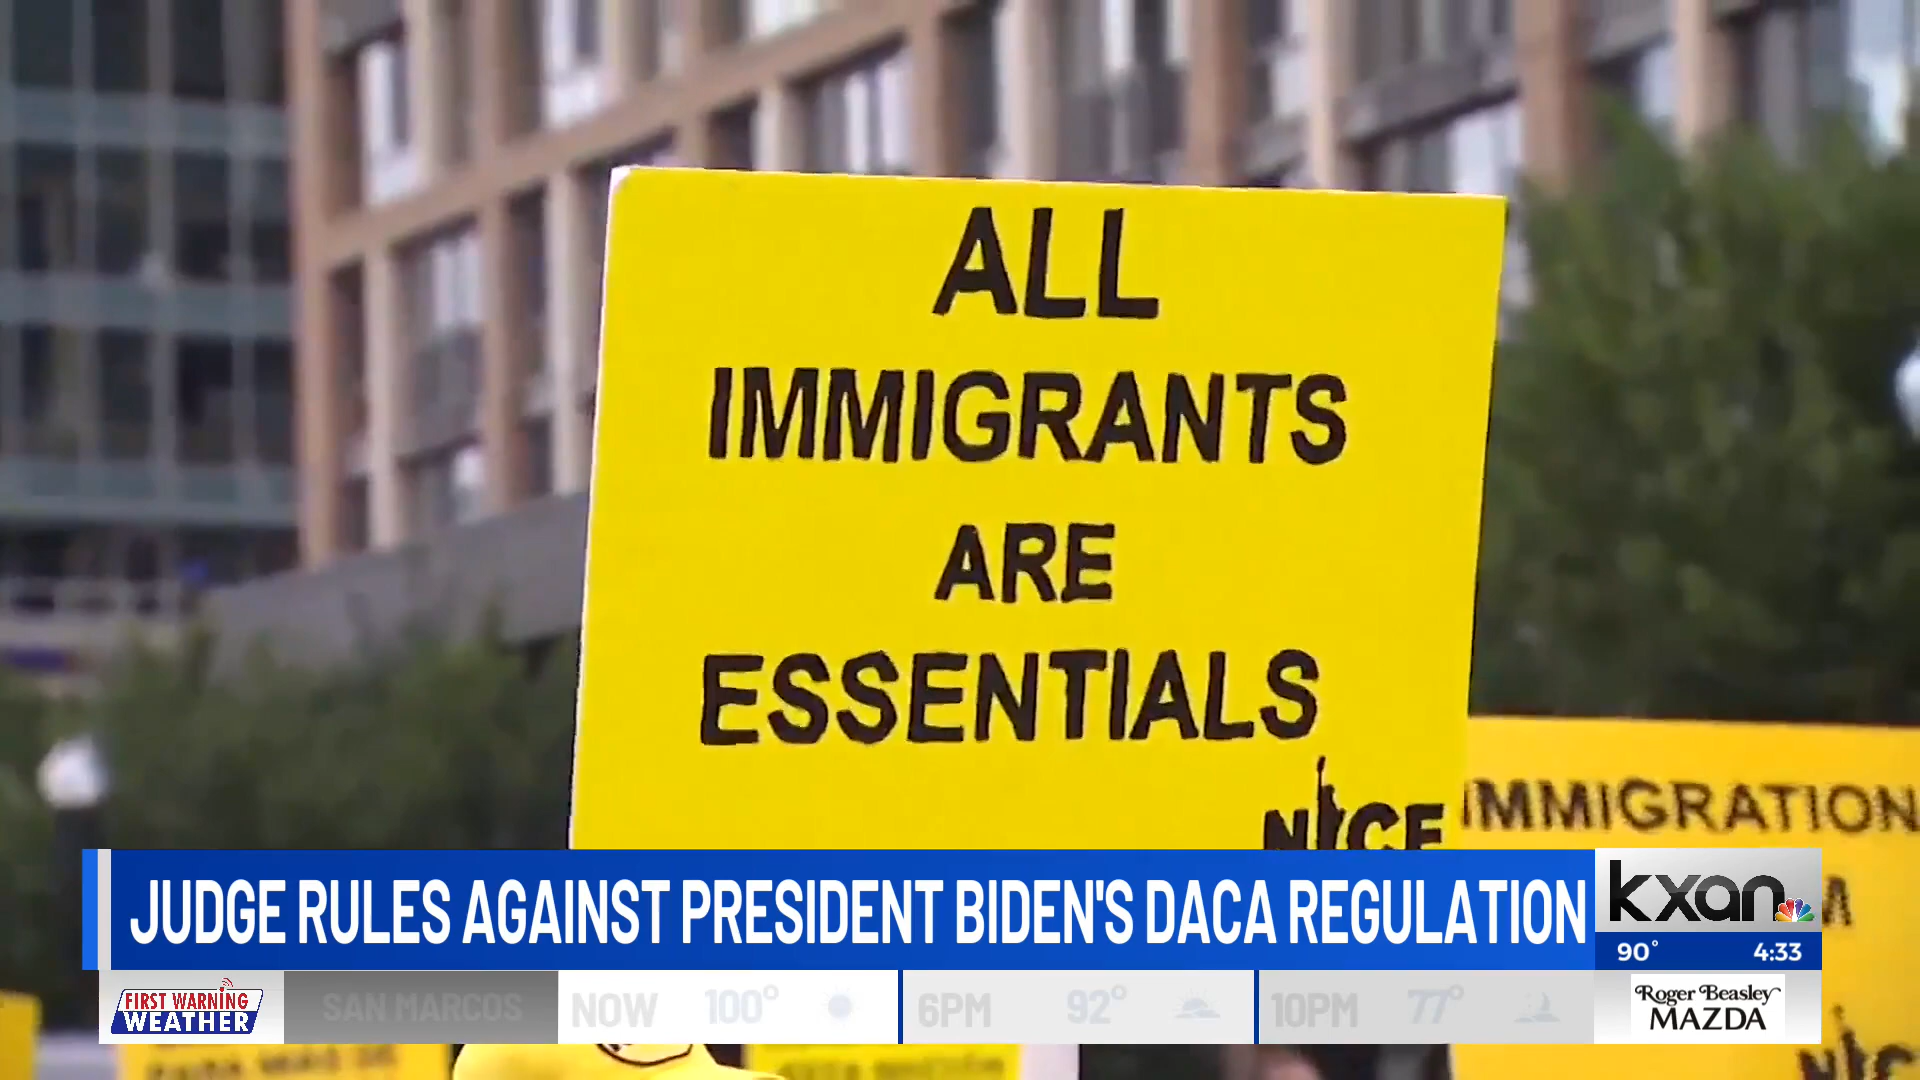 ALL
IMMIGRANTS
ARE
ESSENTIALS
NICE
IMMIGRATION
JUDGE RULES AGAINST PRESIDENT BIDEN'S DACA REGULATION
kxan
90° 4:33
FIRST WARNING
WEATHER
SAN MARCOS NOW 100° 6PM 92° 10PM 77°
Roger Beasley
MAZDA